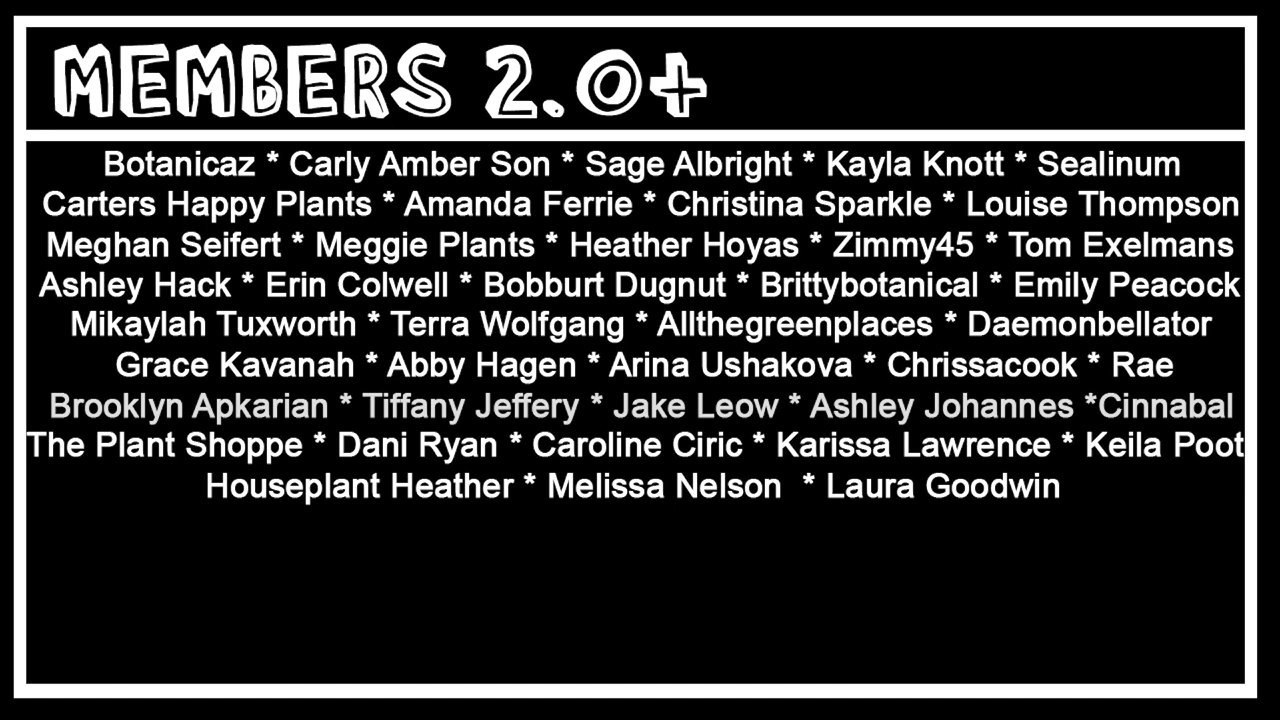 MEMBERS 2.0+
Botanicaz * Carly Amber Son * Sage Albright * Kayla Knott * Sealinum
Carters Happy Plants * Amanda Ferrie * Christina Sparkle * Louise Thompson
Meghan Seifert * Meggie Plants * Heather Hoyas * Zimmy45 * Tom Exelmans
Ashley Hack * Erin Colwell * Bobburt Dugnut * Brittybotanical * Emily Peacock
Mikaylah Tuxworth * Terra Wolfgang * Allthegreenplaces * Daemonbellator
Grace Kavanah * Abby Hagen * Arina Ushakova * Chrissacook * Rae
Brooklyn Apkarian * Tiffany Jeffery * Jake Leow * Ashley Johannes *Cinnabal
The Plant Shoppe * Dani Ryan * Caroline Ciric * Karissa Lawrence * Keila Poot
Houseplant Heather * Melissa Nelson  * Laura Goodwin